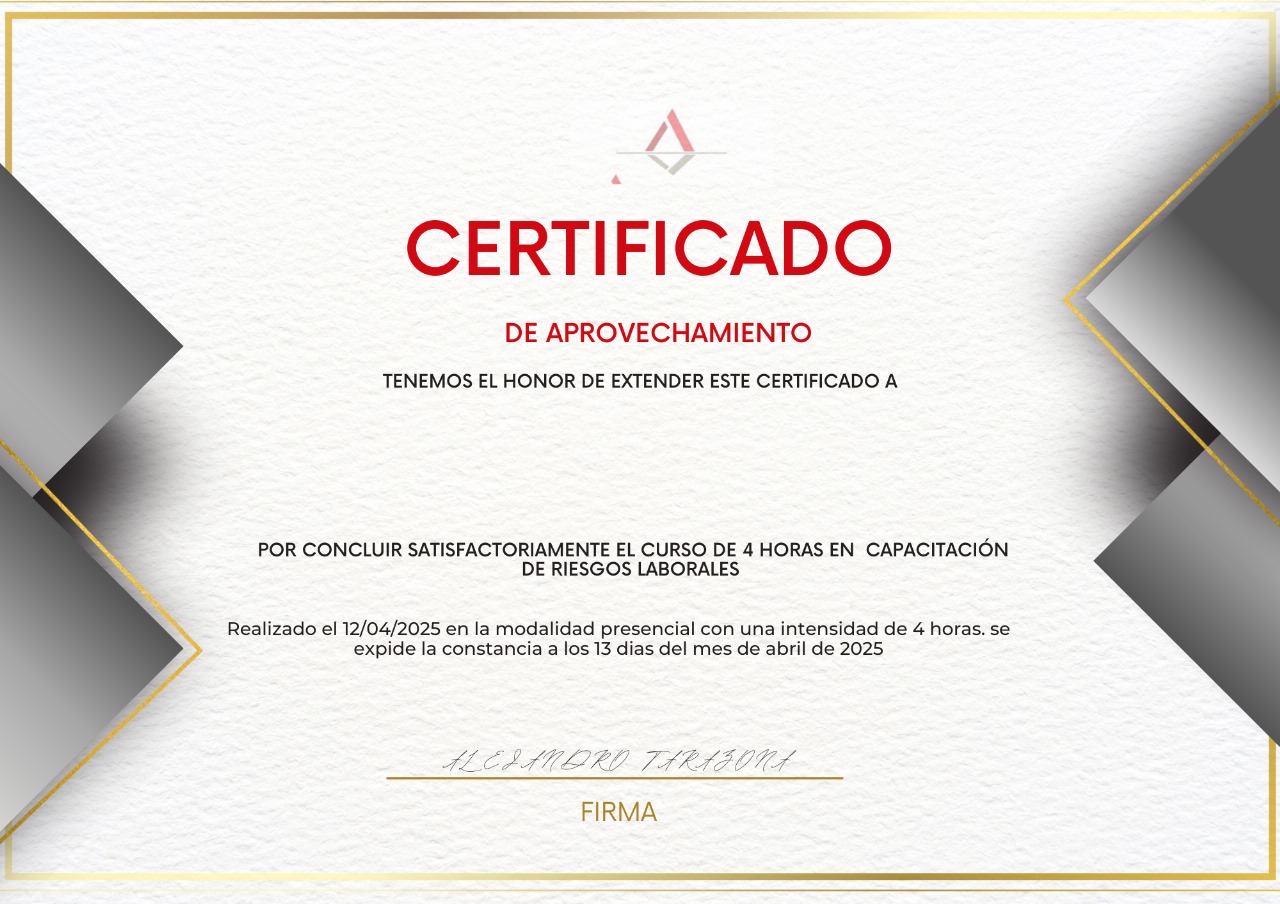 CERTIFICADO
DE APROVECHAMIENTO
TENEMOS EL HONOR DE EXTENDER ESTE CERTIFICADO A
POR CONCLUIR SATISFACTORIAMENTE EL CURSO DE 4 HORAS EN CAPACITACIÓN
DE RIESGOS LABORALES
Realizado el 12/04/2025 en la modalidad presencial con una intensidad de 4 horas. se
expide la constancia a los 13 dias del mes de abril de 2025
ALEJANDRO TARAZONA
FIRMA